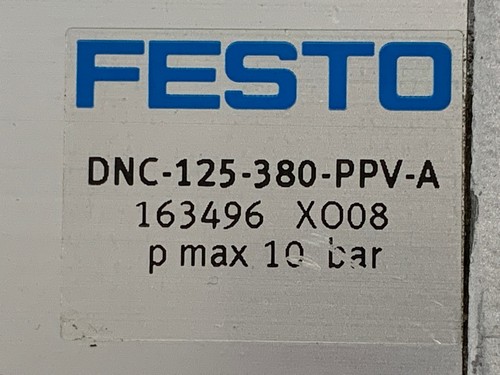 FESTO
DNC-125-380-PPV-A
163496 XO08
p max 10 bar